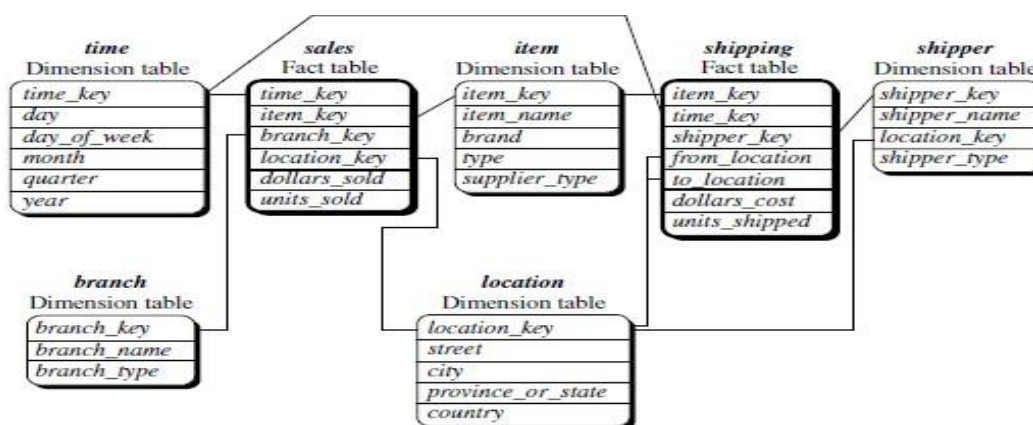 time
Dimension table
time_key
day
day_of_week
month
quarter
year
sales
Fact table
time_key
item_key
branch_key
location_key
dollars_sold
units_sold
item
Dimension table
item_key
item_name
brand
type
supplier_type
shipping
Fact table
item_key
time_key
shipper_key
from_location
to_location
dollars_cost
units_shipped
shipper
Dimension table
shipper_key
shipper_name
location_key
shipper_type
branch
Dimension table
branch_key
branch_name
branch_type
location
Dimension table
location_key
street
city
province_or_state
country